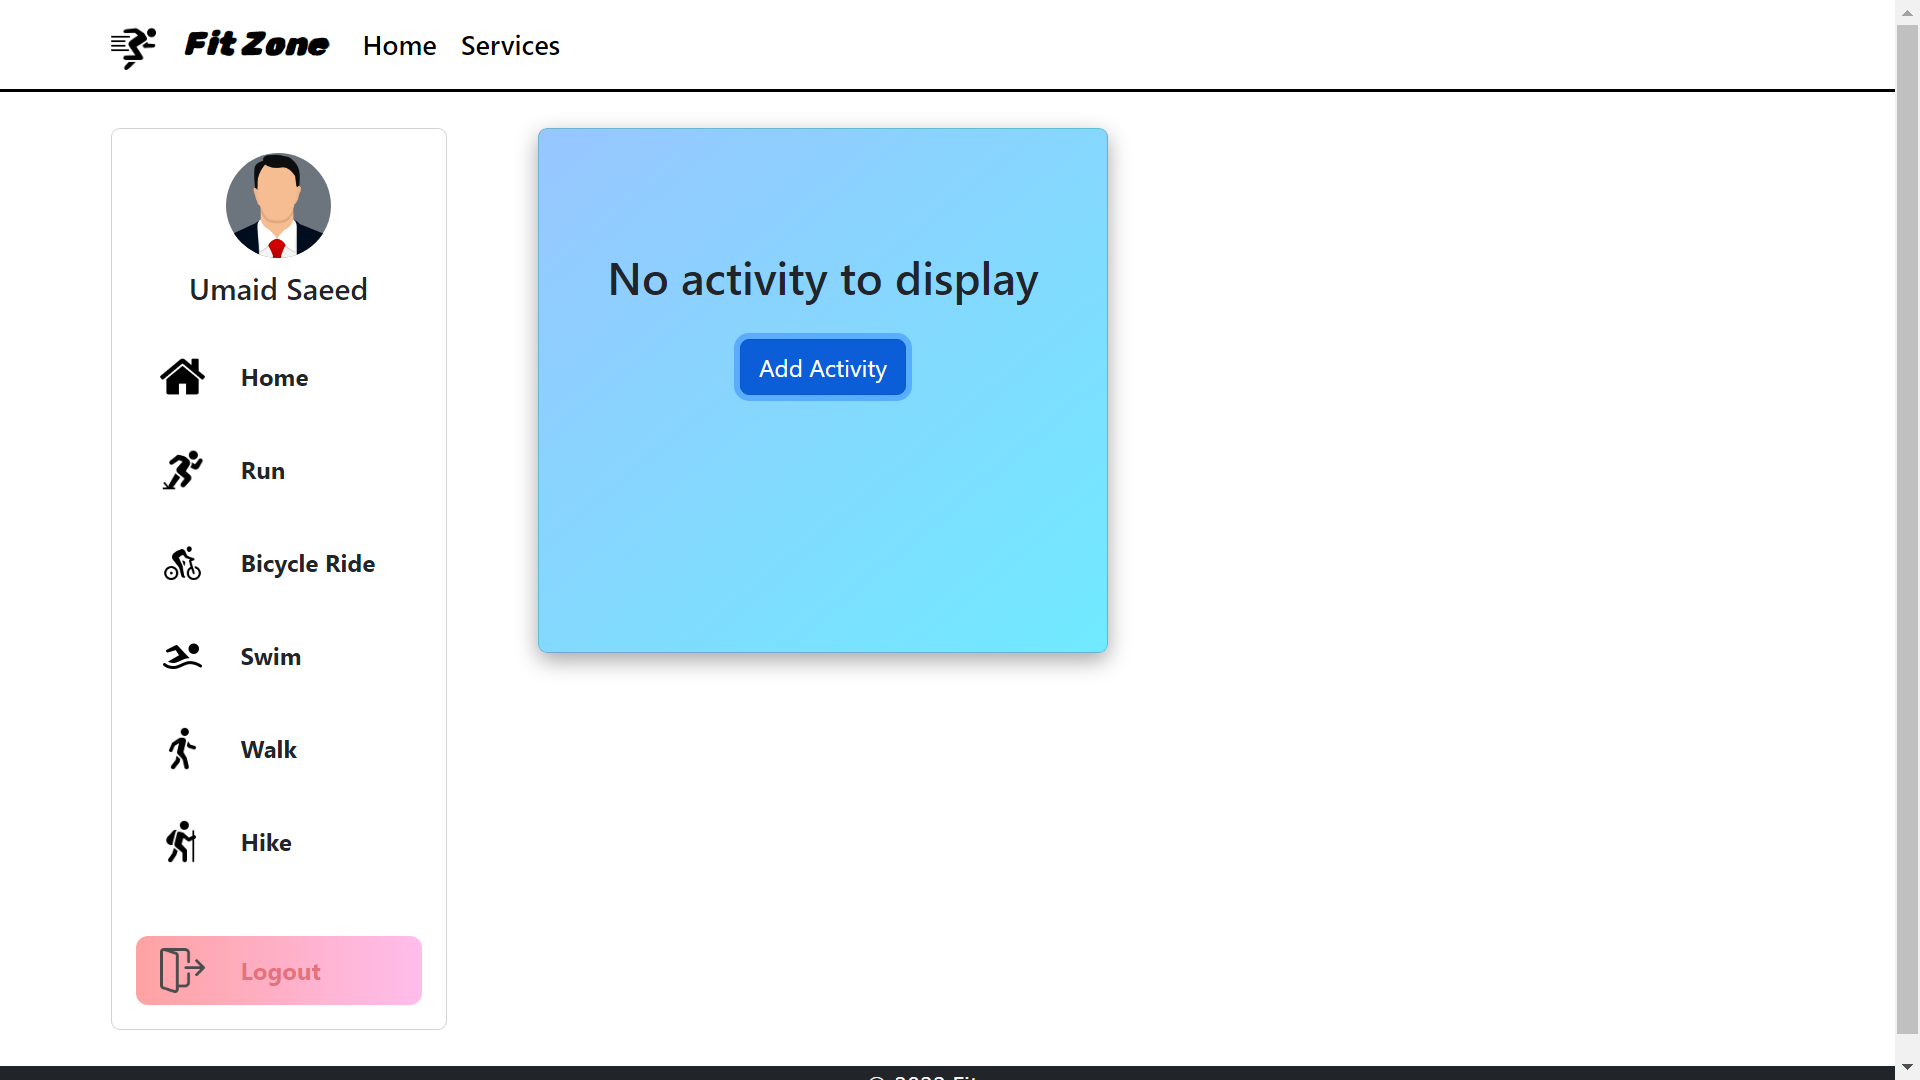 Fit Zone Home Services
Umaid Saeed
Home
Run
Bicycle Ride
Swim
Walk
Hike
Logout
No activity to display
Add Activity